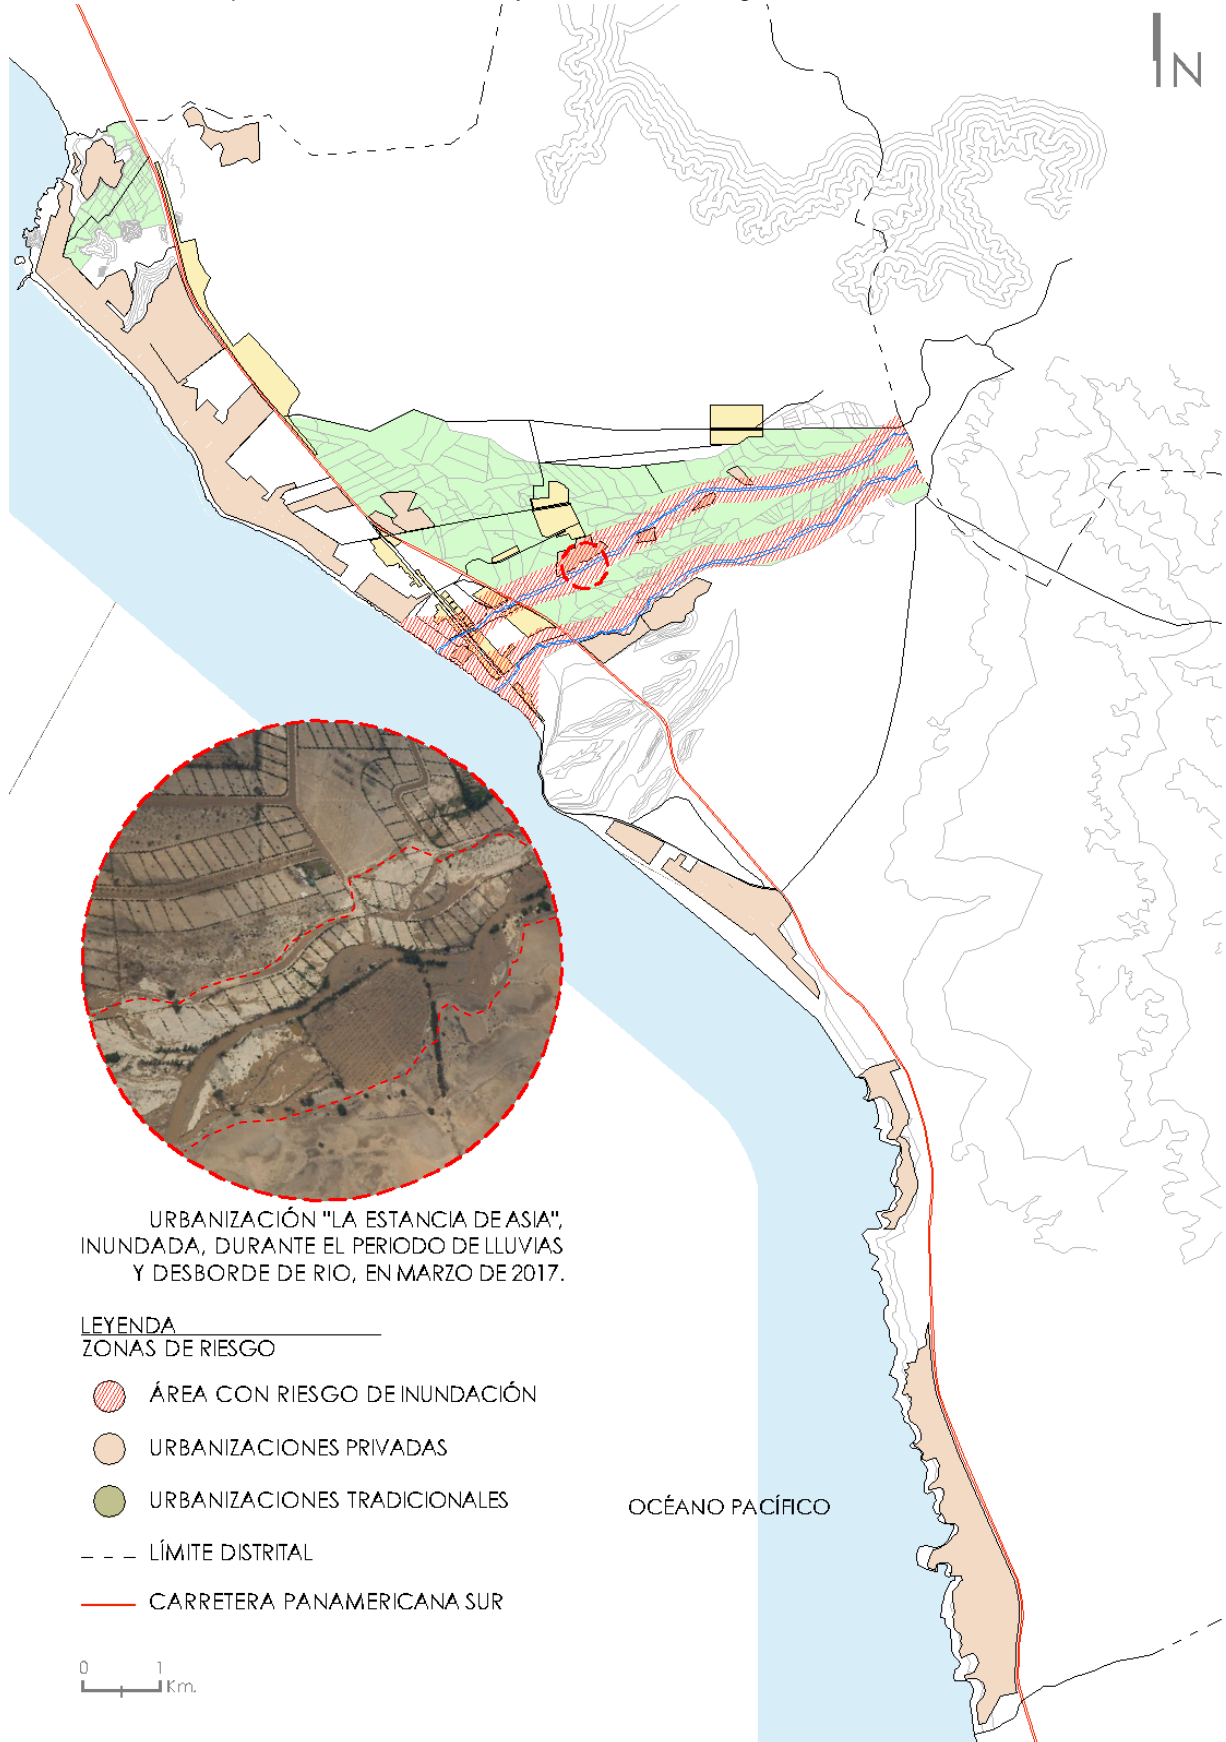 N
URBANIZACIÓN "LA ESTANCIA DE ASIA",
INUNDADA, DURANTE EL PERIODO DE LLUVIAS
Y DESBORDE DE RIO, EN MARZO DE 2017.
LEYENDA
ZONAS DE RIESGO
ÁREA CON RIESGO DE INUNDACIÓN
URBANIZACIONES PRIVADAS
URBANIZACIONES TRADICIONALES
OCÉANO PACÍFICO
LÍMITE DISTRITAL
CARRETERA PANAMERICANA SUR
0 1
Km.